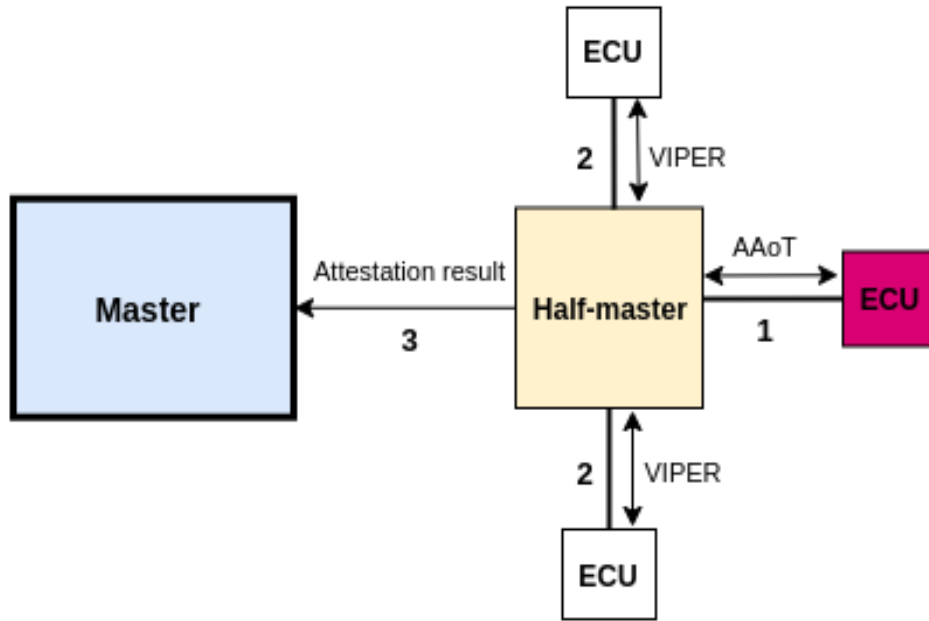 ECU
2
VIPER
AAoT
Attestation result
Master
Half-master
ECU
3
1
2
VIPER
ECU